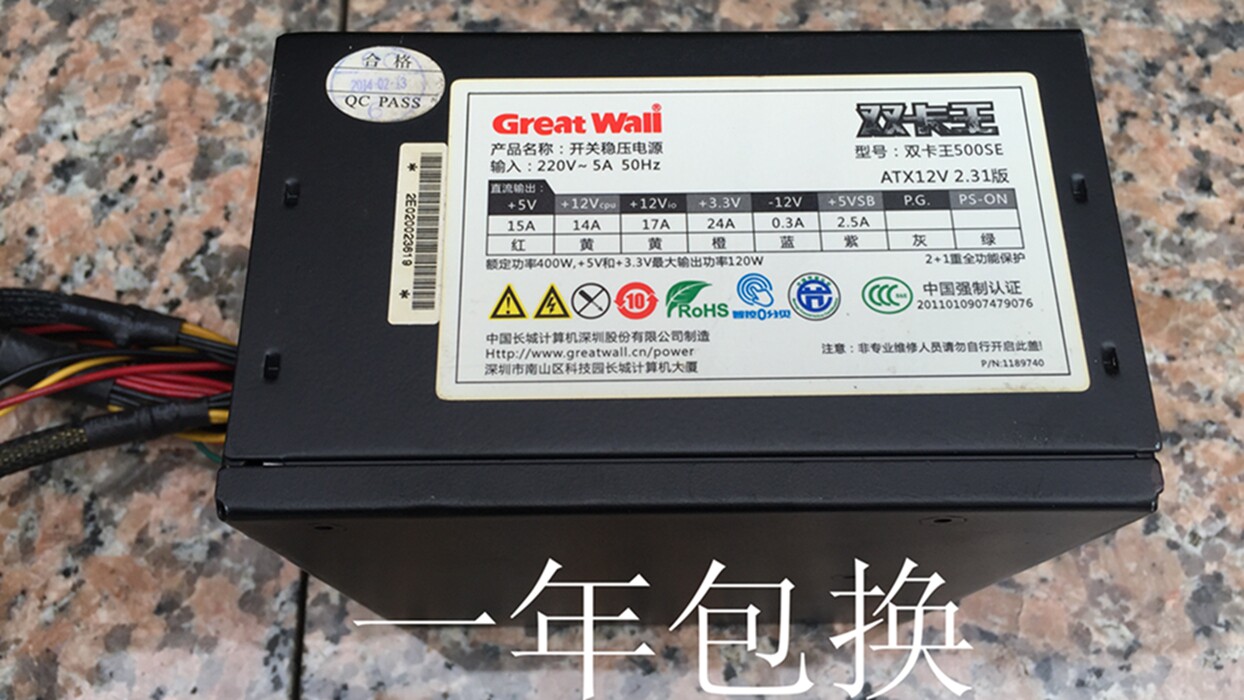 合格
2014-02-13
QC PASS
* 2E020023619 *
Great Wall®
双卡王
产品名称：开关稳压电源
型号：双卡王500SE
输入：220V~ 5A 50Hz
ATX12V 2.31版
直流输出：
+5V +12Vcpu +12Vio +3.3V -12V +5VSB P.G. PS-ON
15A 14A 17A 24A 0.3A 2.5A
红 黄 黄 橙 蓝 紫 灰 绿
额定功率400W,+5V和+3.3V最大输出功率120W
2+1重全功能保护
10
RoHS
智控0分贝
CCC S&E
中国强制认证
2011010907479076
中国长城计算机深圳股份有限公司制造
Http://www.greatwall.cn/power
深圳市南山区科技园长城计算机大厦
注意：非专业维修人员请勿自行开启此盖!
P/N:1189740
一年包换